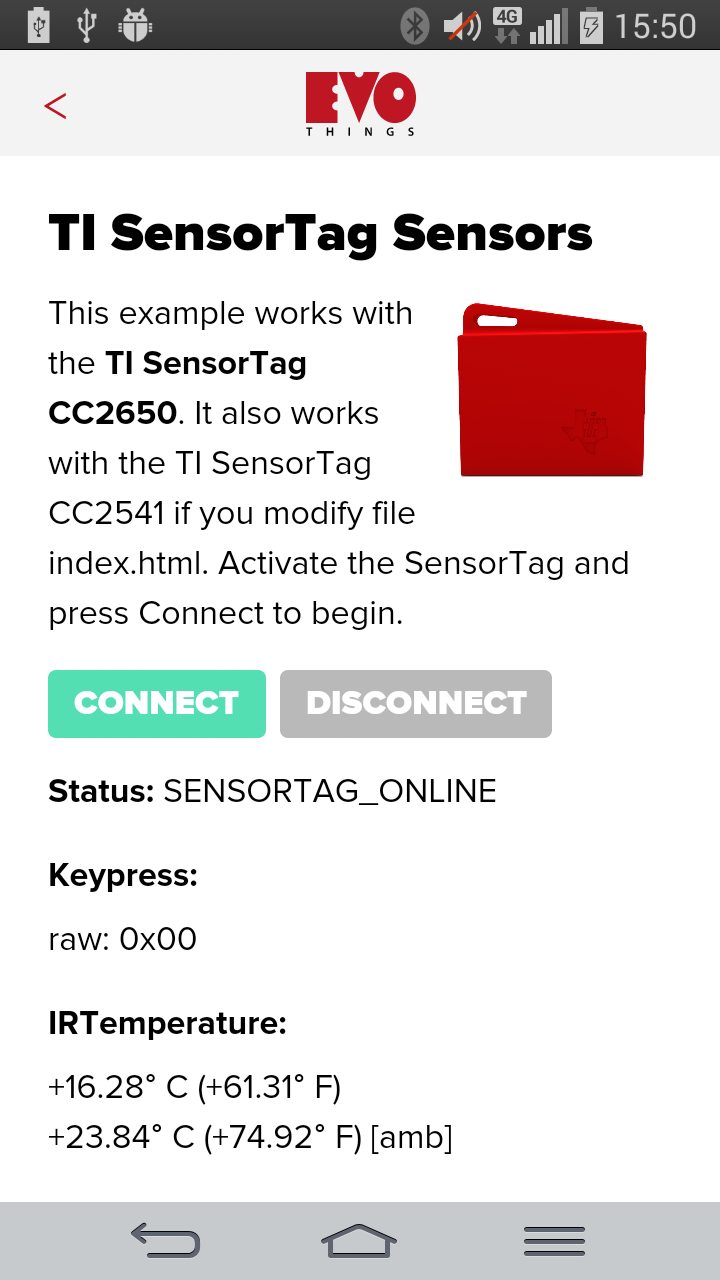 4G 15:50
<
EVO
THINGS
TI SensorTag Sensors
This example works with
the TI SensorTag
CC2650. It also works
with the TI SensorTag
CC2541 if you modify file
index.html. Activate the SensorTag and
press Connect to begin.
CONNECT DISCONNECT
Status: SENSORTAG_ONLINE
Keypress:
raw: 0x00
IRTemperature:
+16.28° C (+61.31° F)
+23.84° C (+74.92° F) [amb]